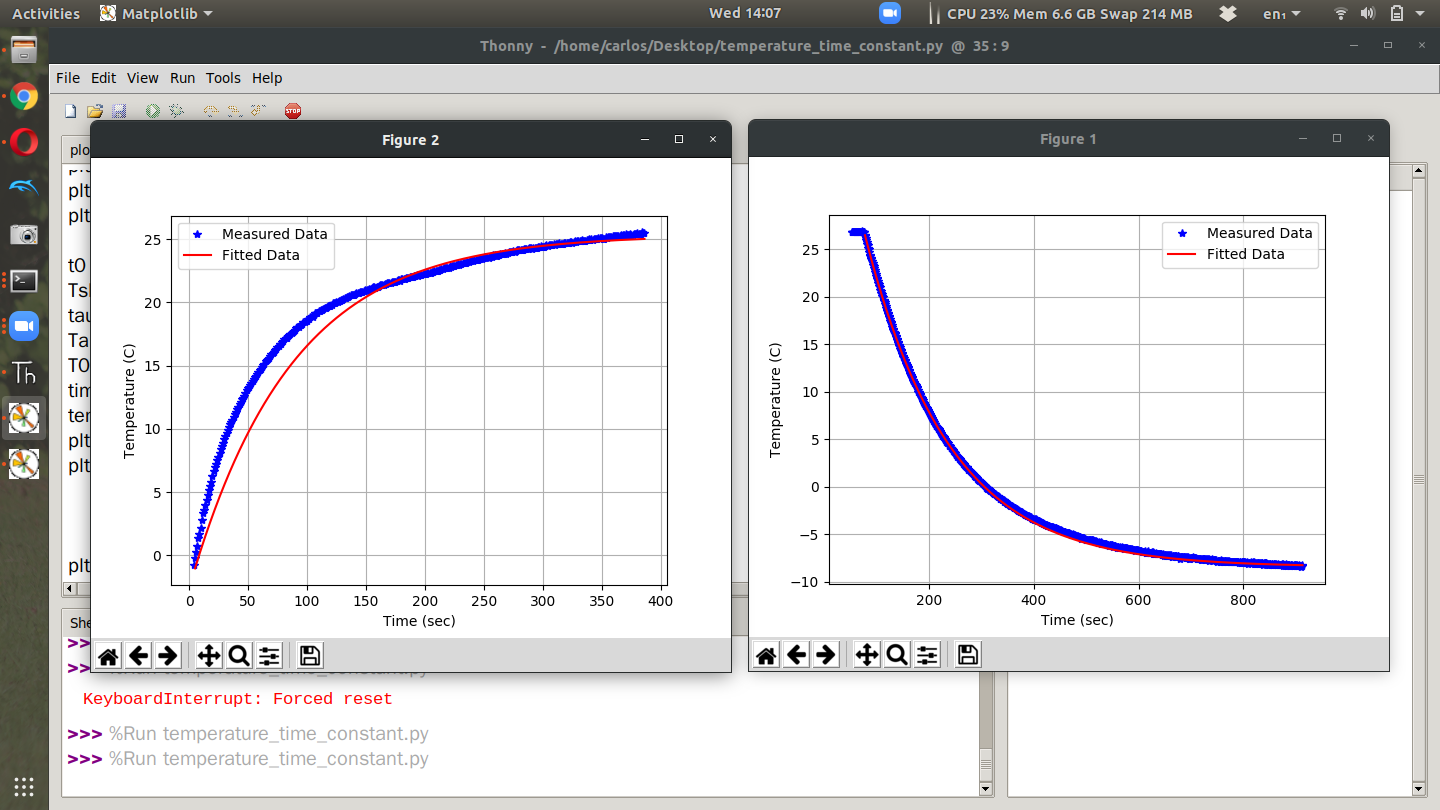 Activities Matplotlib Wed 14:07 CPU 23% Mem 6.6 GB Swap 214 MB en₁
Thonny - /home/carlos/Desktop/temperature_time_constant.py @ 35 : 9
File Edit View Run Tools Help
STOP
Figure 2
Measured Data
Fitted Data
25
20
15
10
5
0
Temperature (C)
0 50 100 150 200 250 300 350 400
Time (sec)
Figure 1
Measured Data
Fitted Data
25
20
15
10
5
0
−5
−10
Temperature (C)
200 400 600 800
Time (sec)
plo
plt
plt
t0
Tsl
tau
Ta
T0
tim
ter
plt
plt
plt
She
>>>
>>> %Run temperature_time_constant.py
KeyboardInterrupt: Forced reset
>>> %Run temperature_time_constant.py
>>> %Run temperature_time_constant.py
Th